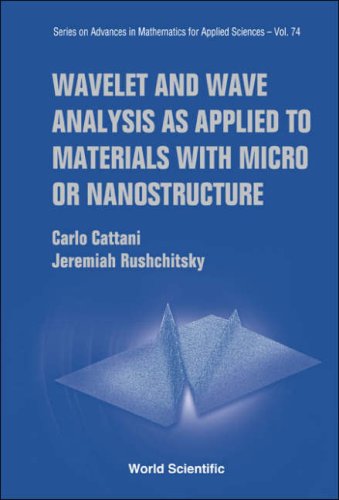 Series on Advances in Mathematics for Applied Sciences – Vol. 74
WAVELET AND WAVE
ANALYSIS AS APPLIED TO
MATERIALS WITH MICRO
OR NANOSTRUCTURE
Carlo Cattani
Jeremiah Rushchitsky
World Scientific